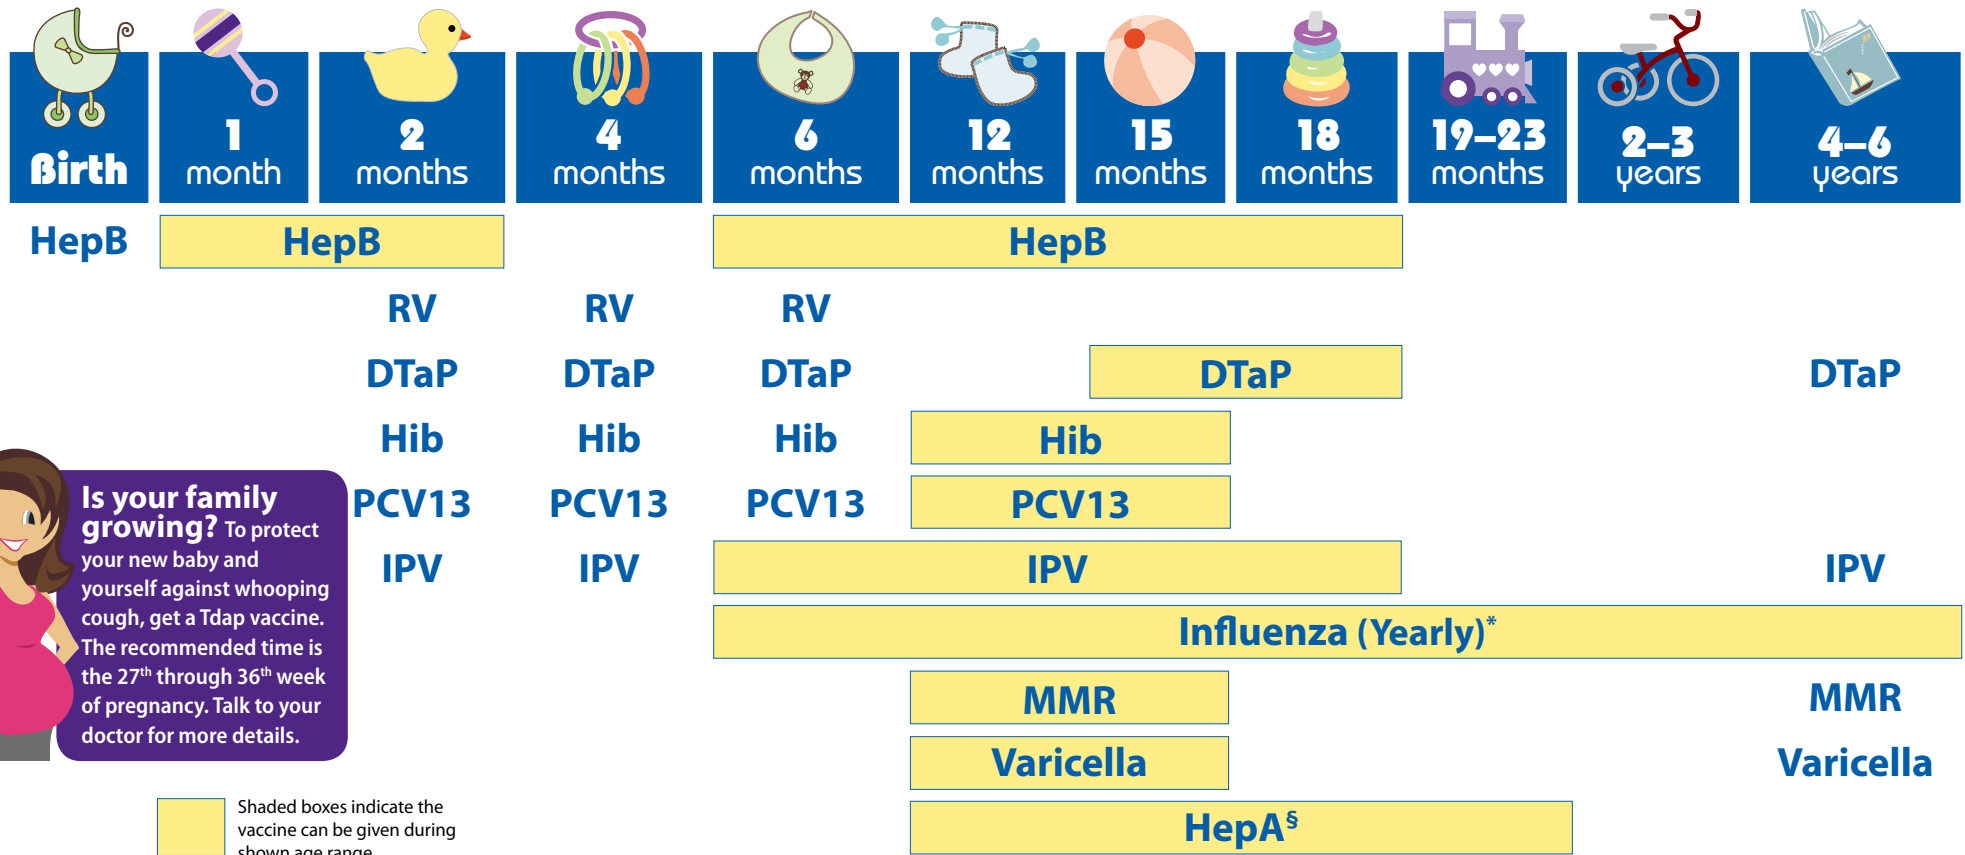 Birth
1
month
2
months
4
months
6
months
12
months
15
months
18
months
19–23
months
2–3
years
4–6
years
HepB HepB HepB
RV RV RV
DTaP DTaP DTaP DTaP DTaP
Hib Hib Hib Hib
PCV13 PCV13 PCV13 PCV13
IPV IPV IPV IPV
Influenza (Yearly)*
MMR MMR
Varicella Varicella
HepA§
Is your family
growing? To protect
your new baby and
yourself against whooping
cough, get a Tdap vaccine.
The recommended time is
the 27th through 36th week
of pregnancy. Talk to your
doctor for more details.
Shaded boxes indicate the
vaccine can be given during
shown age range